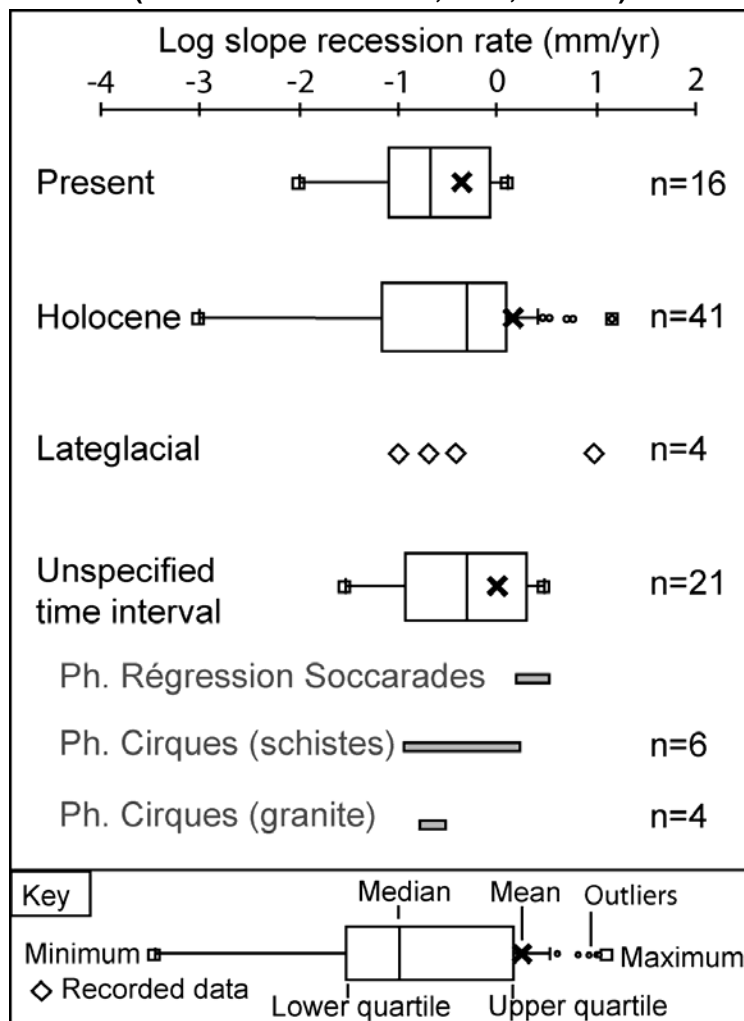 Log slope recession rate (mm/yr)
-4 -3 -2 -1 0 1 2
Present n=16
Holocene n=41
Lateglacial n=4
Unspecified
time interval n=21
Ph. Régression Soccarades
Ph. Cirques (schistes) n=6
Ph. Cirques (granite) n=4
Key
Median Mean Outliers
Minimum Maximum
Recorded data
Lower quartile Upper quartile